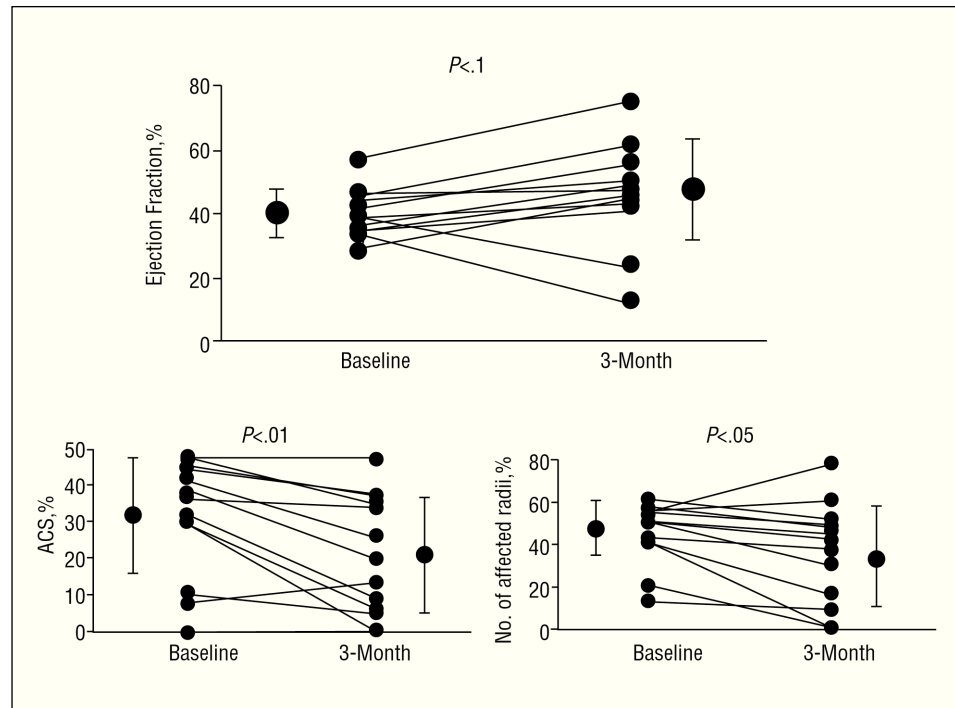 P<.1
Ejection Fraction,%
80
60
40
20
0
Baseline 3-Month
P<.01
ACS,%
50
40
30
20
10
0
Baseline 3-Month
P<.05
No. of affected radii,%
80
60
40
20
0
Baseline 3-Month